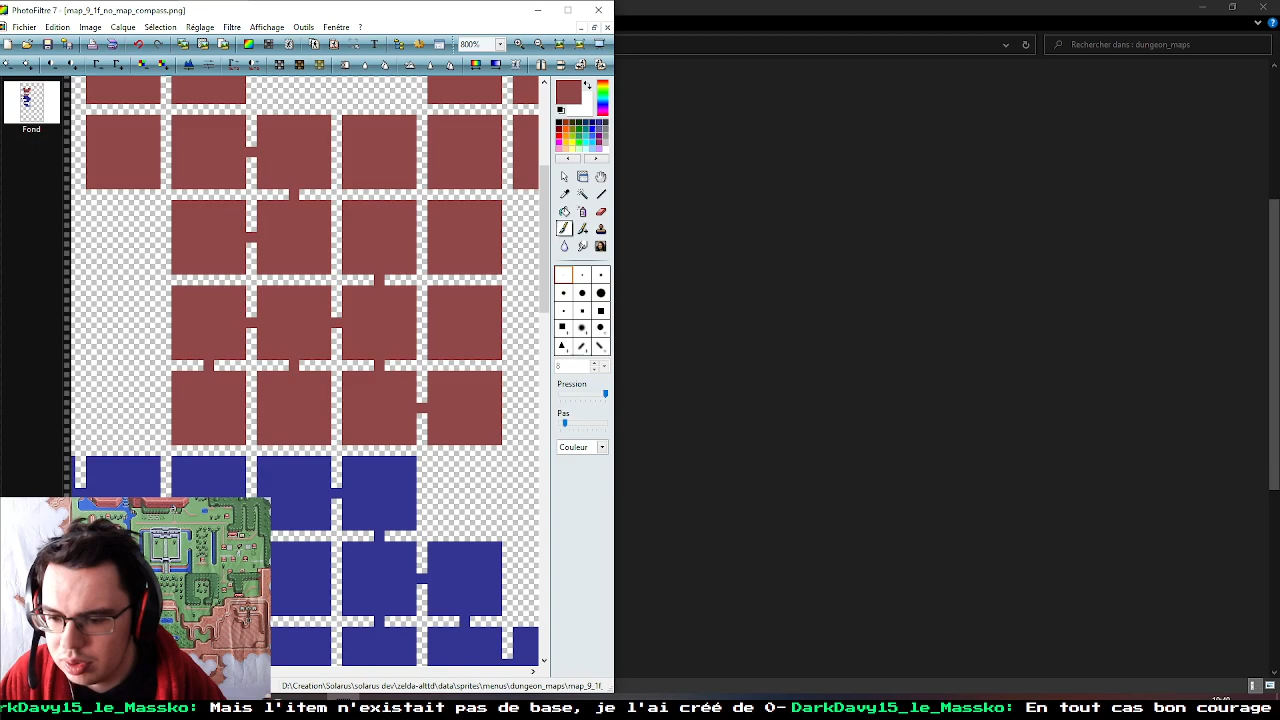 PhotoFiltre 7 - [map_9_1f_no_map_compass.png]
Fichier Edition Image Calque Sélection Réglage Filtre Affichage Outils Fenêtre ?
800%
Rechercher dans : dungeon_maps
Fond
8
Pression
Pas
Couleur
D:\Creation\Solarus\solarus dev\zelda-alttd\data\sprites\menus\dungeon_maps\map_9_1f_
arkDavy15_le_Massko: Mais l'item n'existait pas de base, je l'ai créé de 0- DarkDavy15_le_Massko: En tout cas bon courage